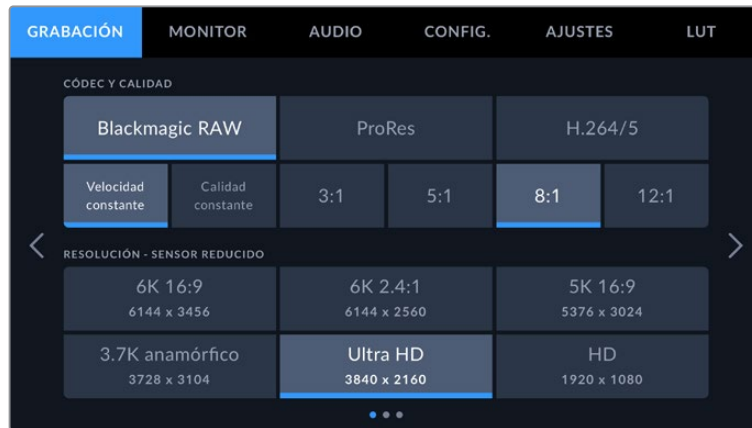 GRABACIÓN MONITOR AUDIO CONFIG. AJUSTES LUT
CÓDEC Y CALIDAD
Blackmagic RAW ProRes H.264/5
Velocidad constante Calidad constante 3:1 5:1 8:1 12:1
RESOLUCIÓN - SENSOR REDUCIDO
6K 16:9 6K 2.4:1 5K 16:9
6144 x 3456 6144 x 2560 5376 x 3024
3.7K anamórfico Ultra HD HD
3728 x 3104 3840 x 2160 1920 x 1080